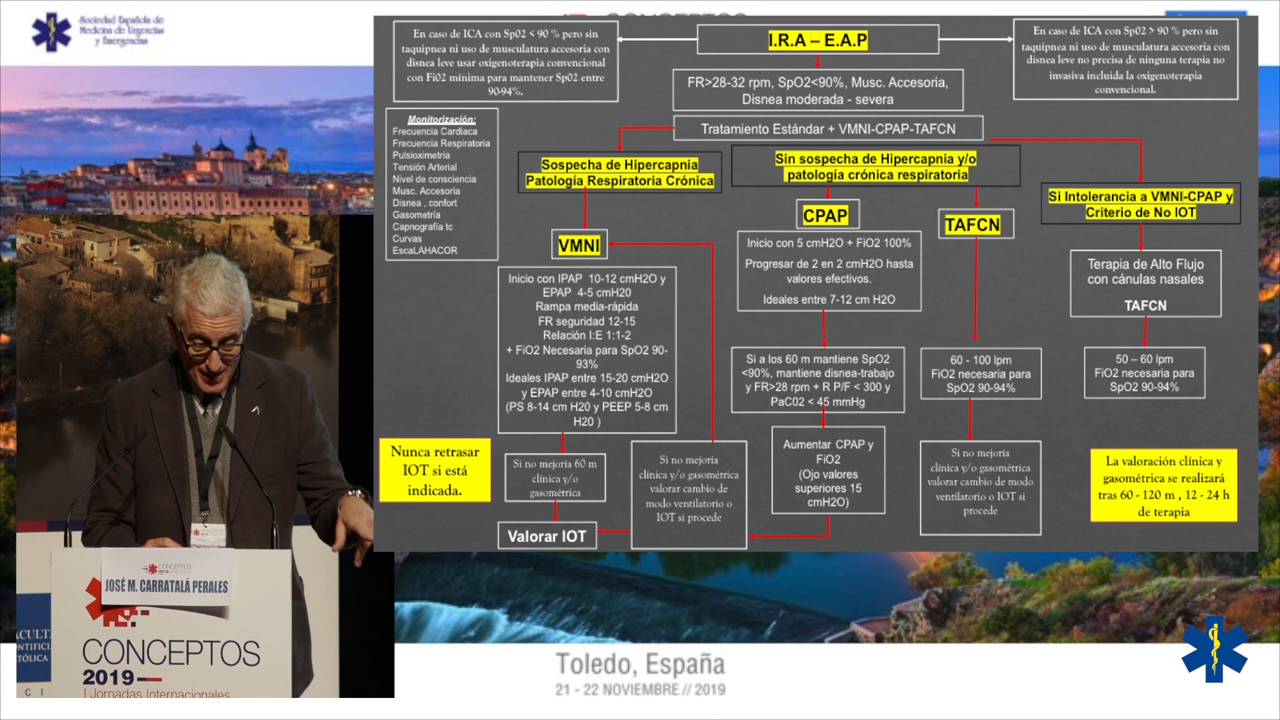 Sociedad Española de
Medicina de Urgencias
y Emergencias
CONCEPTOS
En caso de ICA con Sp02 < 90 % pero sin
taquipnea ni uso de musculatura accesoria con
disnea leve usar oxigenoterapia convencional
con Fi02 mínima para mantener Sp02 entre
90-94%.
I.R.A – E.A.P
En caso de ICA con Sp02 > 90 % pero sin
taquipnea ni uso de musculatura accesoria con
disnea leve no precisa de ninguna terapia no
invasiva incluida la oxigenoterapia
convencional.
FR>28-32 rpm, SpO2<90%, Musc. Accesoria,
Disnea moderada - severa
Tratamiento Estándar + VMNI-CPAP-TAFCN
Monitorización:
Frecuencia Cardiaca
Frecuencia Respiratoria
Pulsioximetria
Tensión Arterial
Nivel de consciencia
Musc. Accesoria
Disnea , confort
Gasometría
Capnografía tc
Curvas
EscaLAHACOR
Sospecha de Hipercapnia
Patología Respiratoria Crónica
Sin sospecha de Hipercapnia y/o
patología crónica respiratoria
Si Intolerancia a VMNI-CPAP y
Criterio de No IOT
VMNI
CPAP
TAFCN
Inicio con IPAP 10-12 cmH2O y
EPAP 4-5 cmH20
Rampa media-rápida
FR seguridad 12-15
Relación I:E 1:1-2
+ FiO2 Necesaria para SpO2 90-
93%
Ideales IPAP entre 15-20 cmH2O
y EPAP entre 4-10 cmH2O
(PS 8-14 cm H20 y PEEP 5-8 cm
H20 )
Inicio con 5 cmH2O + FiO2 100%
Progresar de 2 en 2 cmH2O hasta
valores efectivos.
Ideales entre 7-12 cm H2O
Terapia de Alto Flujo
con cánulas nasales
TAFCN
Si a los 60 m mantiene SpO2
<90%, mantiene disnea-trabajo
y FR>28 rpm + R P/F < 300 y
PaC02 < 45 mmHg
60 - 100 lpm
FiO2 necesaria para
SpO2 90-94%
50 – 60 lpm
FiO2 necesaria para
SpO2 90-94%
Nunca retrasar
IOT si está
indicada.
Si no mejoría 60 m
clínica y/o
gasométrica
Valorar IOT
Si no mejoría
clínica y/o gasométrica
valorar cambio de
modo ventilatorio o
IOT si procede
Aumentar CPAP y
FiO2
(Ojo valores
superiores 15
cmH2O)
Si no mejoría
clínica y/o gasométrica
valorar cambio de modo
ventilatorio o IOT si
procede
La valoración clínica y
gasométrica se realizará
tras 60 - 120 m , 12 - 24 h
de terapia
CONCEPTOS
2019
JOSÉ M. CARRATALÁ PERALES
CONCEPTOS
2019
I Jornadas Internacionales
Toledo, España
21 - 22 NOVIEMBRE // 2019